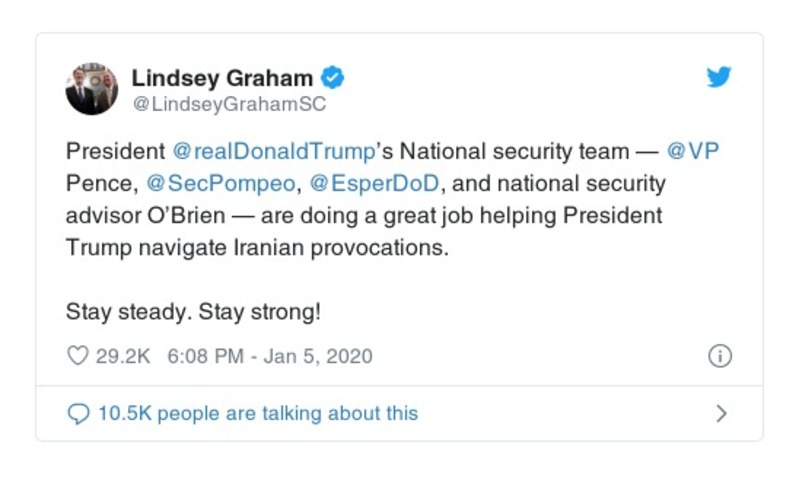 Lindsey Graham
@LindseyGrahamSC
President @realDonaldTrump's National security team — @VP
Pence, @SecPompeo, @EsperDoD, and national security
advisor O'Brien — are doing a great job helping President
Trump navigate Iranian provocations.
Stay steady. Stay strong!
29.2K 6:08 PM - Jan 5, 2020
10.5K people are talking about this